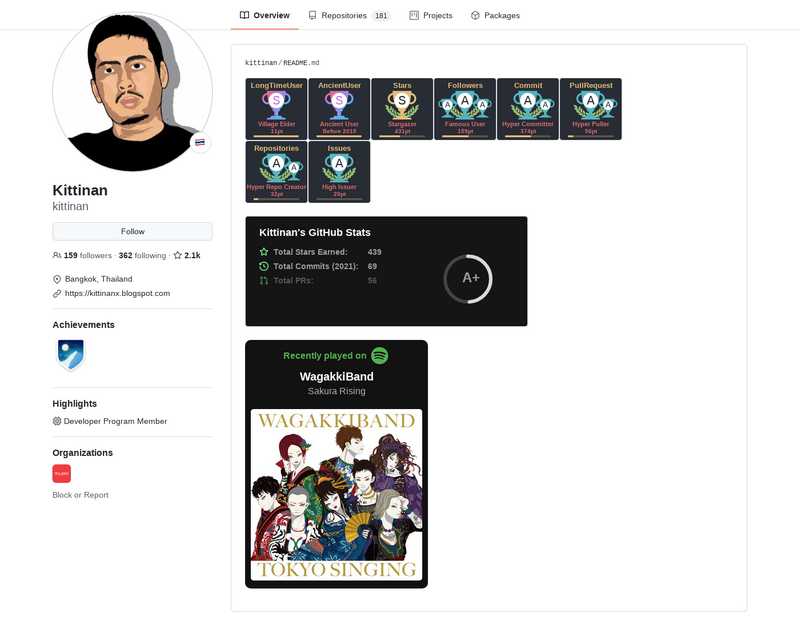 Overview
Repositories 181
Projects
Packages
Kittinan
kittinan
Follow
159 followers · 362 following · 2.1k
Bangkok, Thailand
https://kittinanx.blogspot.com
Achievements
Highlights
Developer Program Member
Organizations
Block or Report
kittinan/README.md
LongTimeUser
S
Village Elder
11pt
AncientUser
S
Ancient User
Before 2010
Stars
S
Stargazer
431pt
Followers
A A A
Famous User
159pt
Commit
A A
Hyper Committer
374pt
PullRequest
A A
Hyper Puller
56pt
Repositories
A A
Hyper Repo Creator
32pt
Issues
A
High Issuer
Kittinan's GitHub Stats
Total Stars Earned: 439
Total Commits (2021): 69
Total PRs: 56
A+
Recently played on
WagakkiBand
Sakura Rising
WAGAKKIBAND
TOKYO SINGING